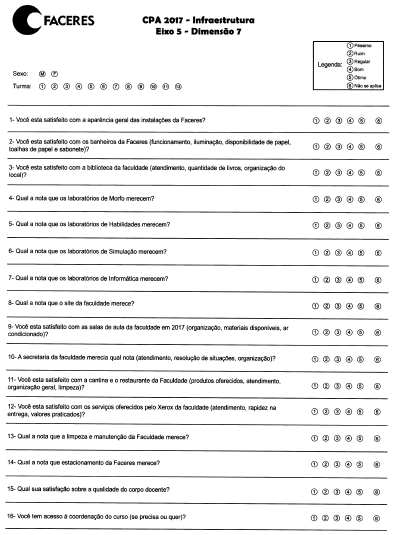 FACERES
CPA 2017 - Infraestrutura
Eixo 5 - Dimensão 7
Legenda:
① Péssimo
② Ruim
③ Regular
④ Bom
⑤ Ótimo
⑥ Não se aplica
Sexo: Ⓜ Ⓕ
Turma: ① ② ③ ④ ⑤ ⑥ ⑦ ⑧ ⑨ ⑩ ⑪ ⑫
1- Você esta satisfeito com a aparência geral das instalações da Faceres? ① ② ③ ④ ⑤ ⑥
2- Você esta satisfeito com os banheiros da Faceres (funcionamento, iluminação, disponibilidade de papel,
toalhas de papel e sabonete)? ① ② ③ ④ ⑤ ⑥
3- Você esta satisfeito com a biblioteca da faculdade (atendimento, quantidade de livros, organização do
local)? ① ② ③ ④ ⑤ ⑥
4- Qual a nota que os laboratórios de Morfo merecem? ① ② ③ ④ ⑤ ⑥
5- Qual a nota que os laboratórios de Habilidades merecem? ① ② ③ ④ ⑤ ⑥
6- Qual a nota que os laboratórios de Simulação merecem? ① ② ③ ④ ⑤ ⑥
7- Qual a nota que os laboratórios de Informática merecem? ① ② ③ ④ ⑤ ⑥
8- Qual a nota que o site da faculdade merece? ① ② ③ ④ ⑤ ⑥
9- Você esta satisfeito com as salas de aula da faculdade em 2017 (organização, materiais disponíveis, ar
condicionado)? ① ② ③ ④ ⑤ ⑥
10- A secretaria da faculdade merecia qual nota (atendimento, resolução de situações, organização)? ① ② ③ ④ ⑤ ⑥
11- Você esta satisfeito com a cantina e o restaurante da Faculdade (produtos oferecidos, atendimento,
organização geral, limpeza)? ① ② ③ ④ ⑤ ⑥
12- Você esta satisfeito com os serviços oferecidos pelo Xerox da faculdade (atendimento, rapidez na
entrega, valores praticados)? ① ② ③ ④ ⑤ ⑥
13- Qual a nota que a limpeza e manutenção da Faculdade merece? ① ② ③ ④ ⑤ ⑥
14- Qual a nota que estacionamento da Faceres merece? ① ② ③ ④ ⑤ ⑥
15- Qual sua satisfação sobre a qualidade do corpo docente? ① ② ③ ④ ⑤ ⑥
16- Você tem acesso à coordenação do curso (se precisa ou quer)? ① ② ③ ④ ⑤ ⑥